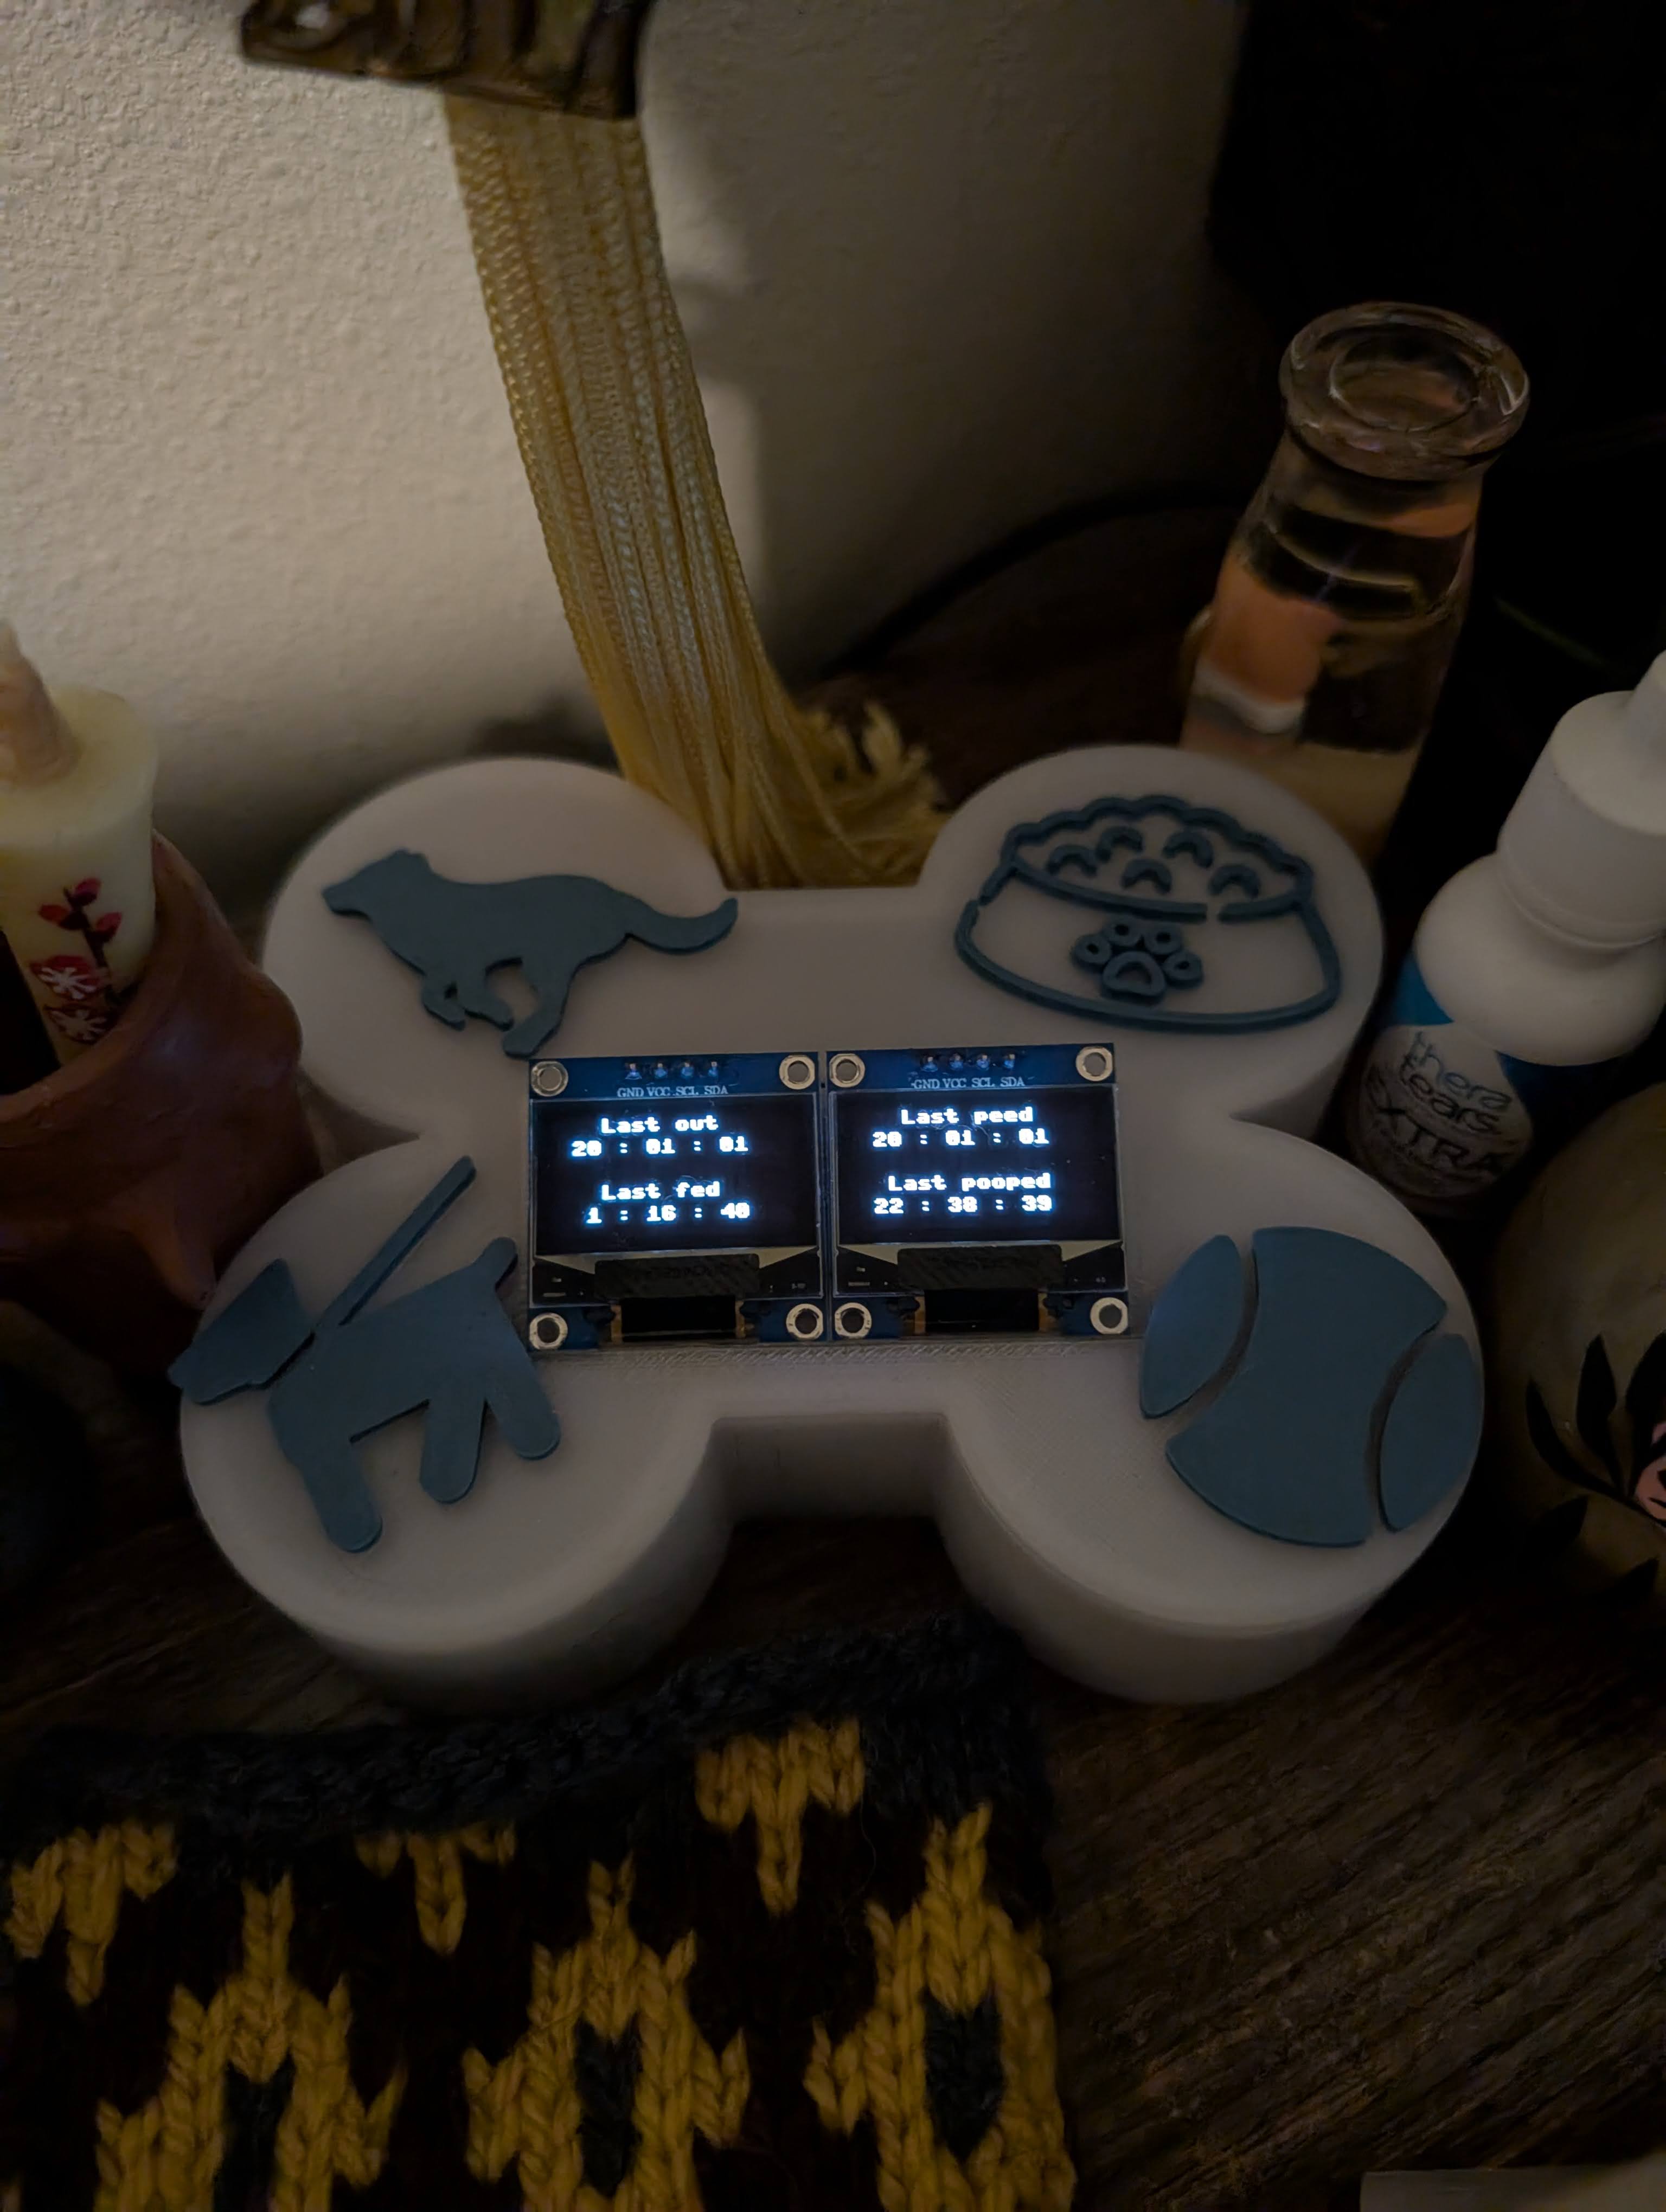 GND VCC SCL SDA
Last out
20 : 01 : 01
Last fed
1 : 16 : 40
GND VCC SCL SDA
Last peed
20 : 01 : 01
Last pooped
22 : 38 : 39
thera
tears
EXTRA